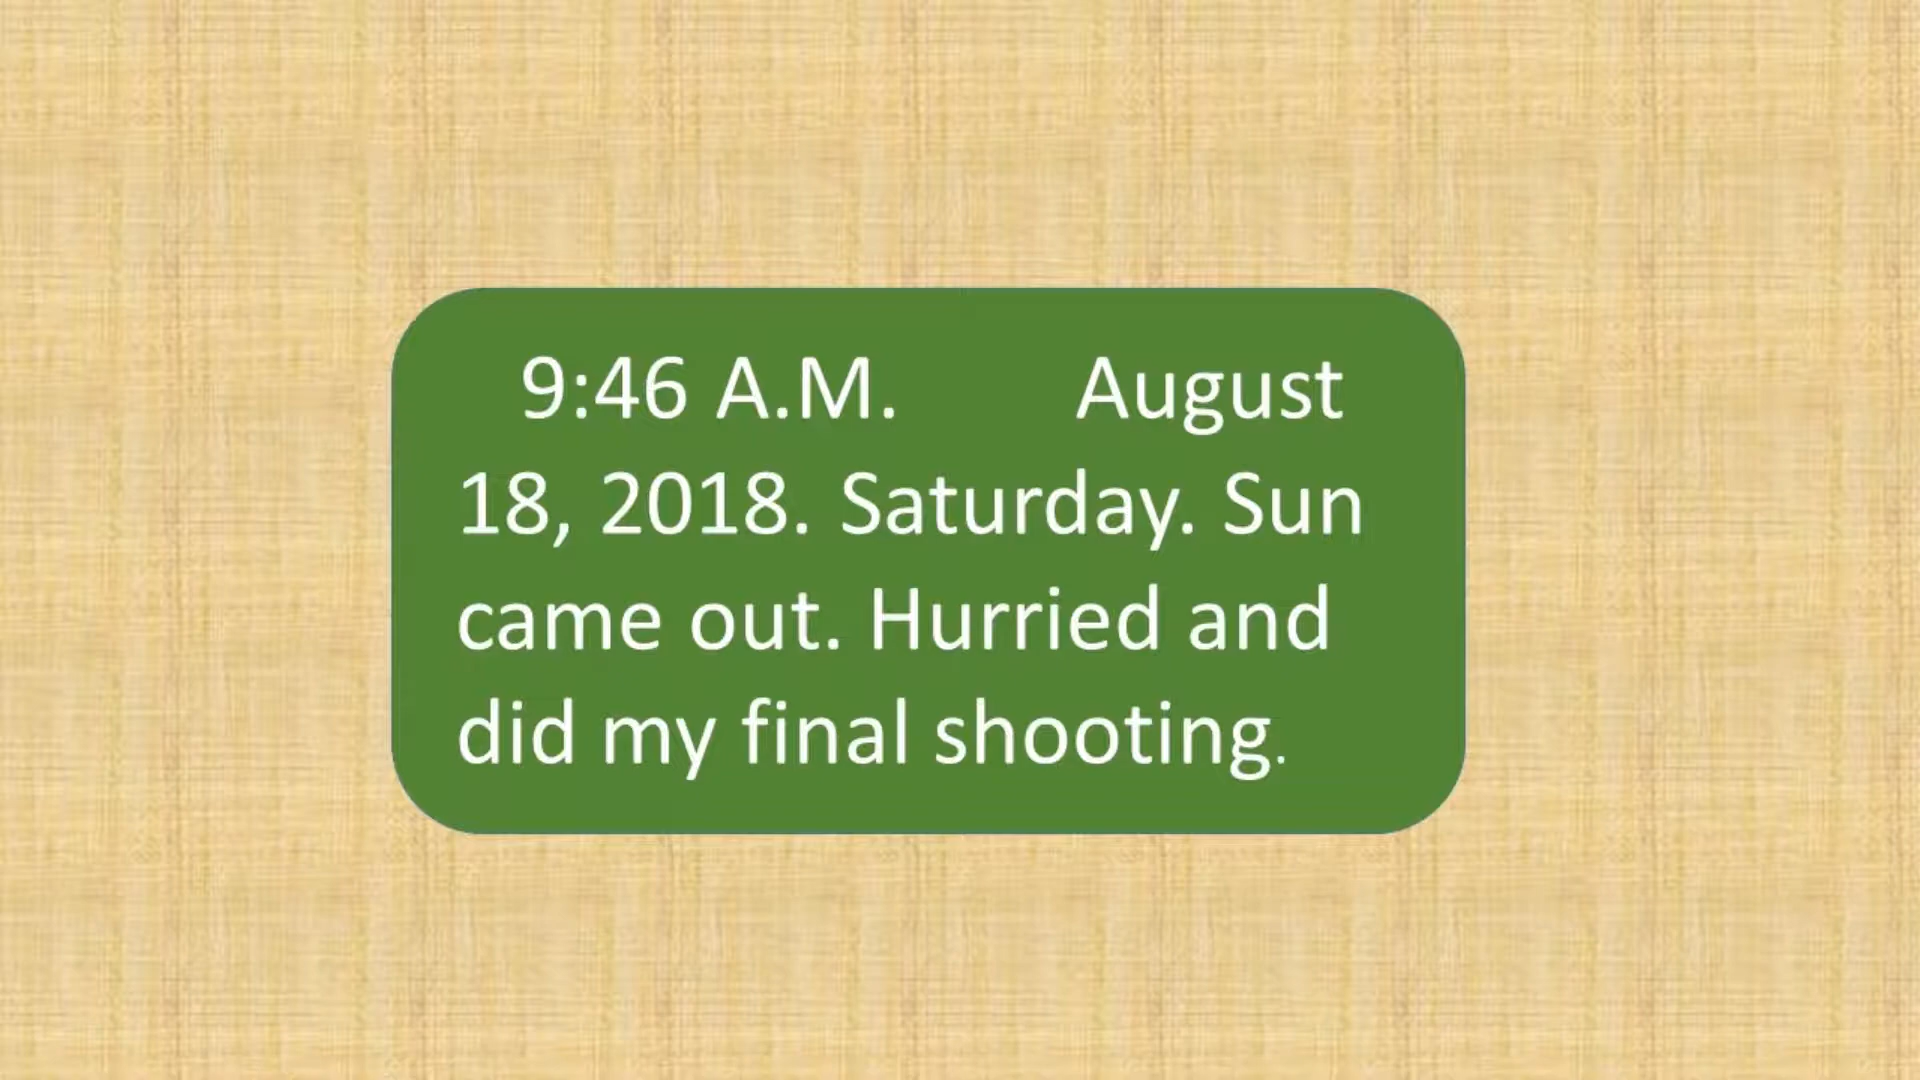 9:46 A.M. August
18, 2018. Saturday. Sun
came out. Hurried and
did my final shooting.